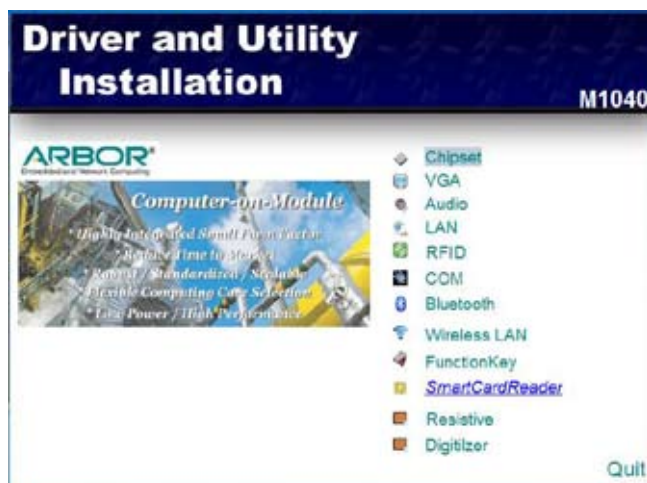 Driver and Utility
Installation
M1040
ARBOR®
Embedded and Network Computing
Computer-on-Module
* Highly Integrated Small Form Factor
* Reduce Time to Market
* Robust / Standardized / Scalable
* Flexible Computing Core Selection
* Low Power / High Performance
Chipset
VGA
Audio
LAN
RFID
COM
Bluetooth
Wireless LAN
FunctionKey
SmartCardReader
Resistive
Digitilzer
Quit